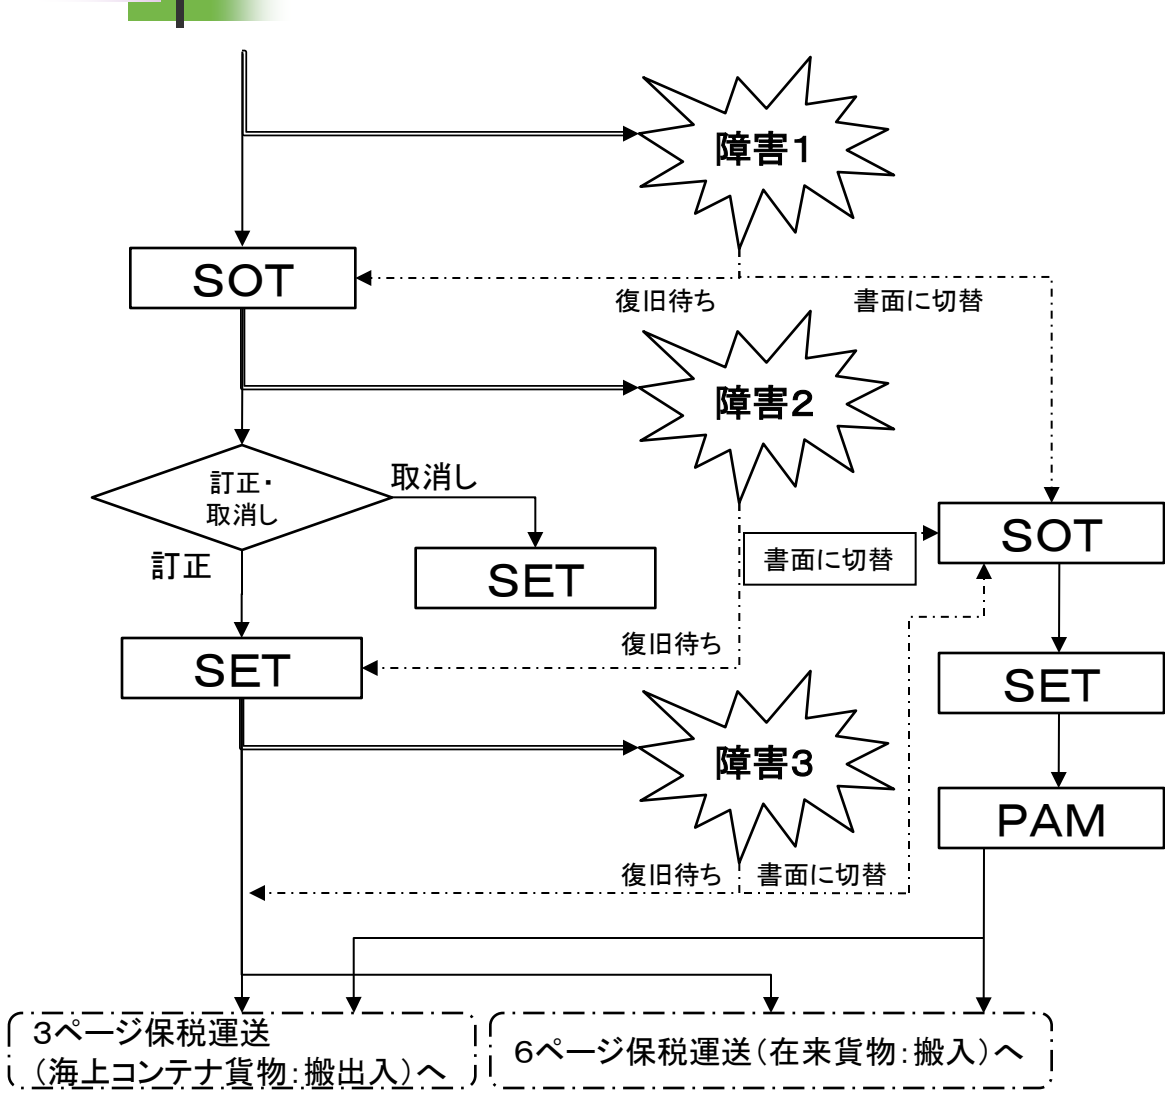 障害１
ＳＯＴ
復旧待ち
書面に切替
障害２
訂正・
取消し
取消し
訂正
ＳＥＴ
書面に切替
ＳＯＴ
復旧待ち
ＳＥＴ
ＳＥＴ
障害３
ＰＡＭ
復旧待ち
書面に切替
３ページ保税運送
（海上コンテナ貨物：搬出入）へ
６ページ保税運送（在来貨物：搬入）へ